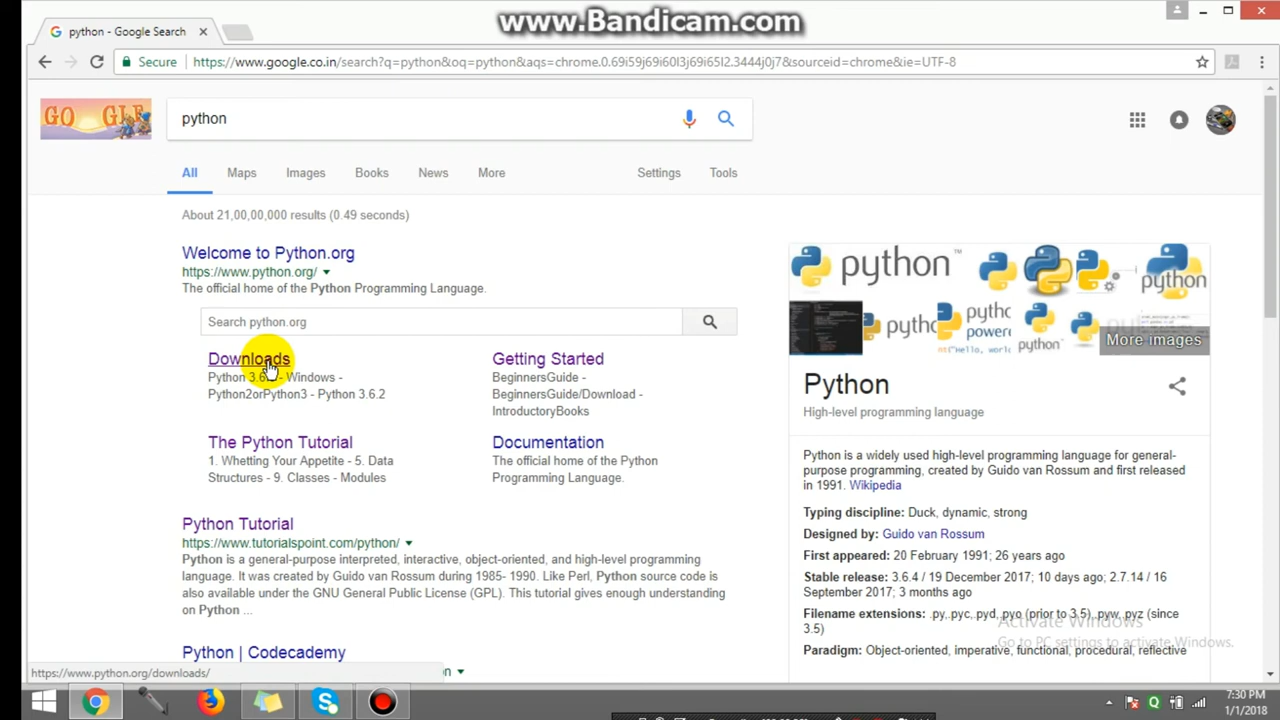 www.Bandicam.com
python - Google Search
Secure https://www.google.co.in/search?q=python&oq=python&aqs=chrome.0.69i59j69i60l3j69i65l2.3444j0j7&sourceid=chrome&ie=UTF-8
GO GLE
python
All Maps Images Books News More Settings Tools
About 21,00,00,000 results (0.49 seconds)
Welcome to Python.org
https://www.python.org/
The official home of the Python Programming Language.
Search python.org
Downloads
Python 3.6. - Windows -
Python2orPython3 - Python 3.6.2
Getting Started
BeginnersGuide -
BeginnersGuide/Download -
IntroductoryBooks
The Python Tutorial
1. Whetting Your Appetite - 5. Data
Structures - 9. Classes - Modules
Documentation
The official home of the Python
Programming Language.
Python Tutorial
https://www.tutorialspoint.com/python/
Python is a general-purpose interpreted, interactive, object-oriented, and high-level programming
language. It was created by Guido van Rossum during 1985- 1990. Like Perl, Python source code is
also available under the GNU General Public License (GPL). This tutorial gives enough understanding
on Python ...
Python | Codecademy
https://www.python.org/downloads/
python
python
python
powere
python
More images
Python
High-level programming language
Python is a widely used high-level programming language for general-
purpose programming, created by Guido van Rossum and first released
in 1991. Wikipedia
Typing discipline: Duck, dynamic, strong
Designed by: Guido van Rossum
First appeared: 20 February 1991; 26 years ago
Stable release: 3.6.4 / 19 December 2017; 10 days ago; 2.7.14 / 16
September 2017; 3 months ago
Filename extensions: .py,.pyc,.pyd,.pyo (prior to 3.5),.pyw,.pyz (since
3.5)
Paradigm: Object-oriented, imperative, functional, procedural, reflective
Activate Windows
Go to PC settings to activate Windows.
7:30 PM
1/1/2018